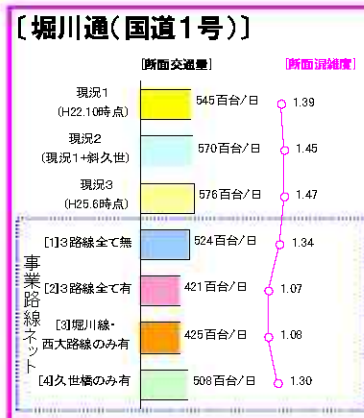 [堀川通(国道1号)]
[断面交通量] [断面混雑度]
現況1
(H22.10時点) 545百台/日 1.39
現況2
(現況1+斜久世) 570百台/日 1.45
現況3
(H25.6時点) 576百台/日 1.47
事業路線ネット
[1]3路線全て無 524百台/日 1.34
[2]3路線全て有 421百台/日 1.07
[3]堀川線・
西大路線のみ有 425百台/日 1.08
[4]久世橋のみ有 508百台/日 1.30